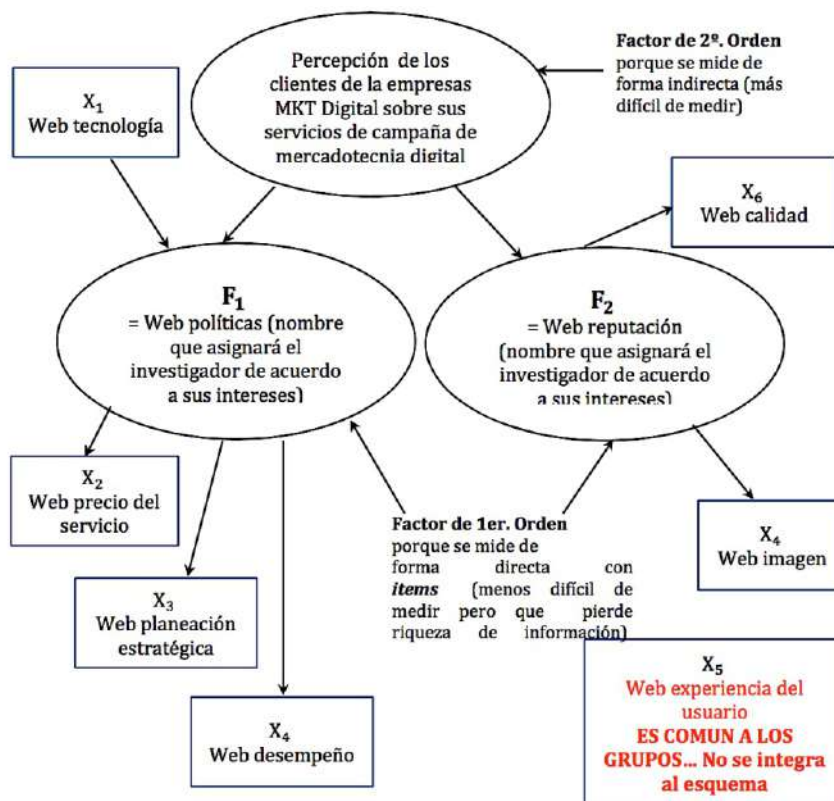 Percepción de los
clientes de la empresas
MKT Digital sobre sus
servicios de campaña de
mercadotecnia digital
Factor de 2º. Orden
porque se mide de
forma indirecta (más
difícil de medir)
X1
Web tecnología
X6
Web calidad
F1
= Web políticas (nombre
que asignará el
investigador de acuerdo
a sus intereses)
F2
= Web reputación
(nombre que asignará el
investigador de acuerdo
a sus intereses)
X2
Web precio del
servicio
Factor de 1er. Orden
porque se mide de
forma directa con
items (menos difícil de
medir pero que pierde
riqueza de información)
X4
Web imagen
X3
Web planeación
estratégica
X4
Web desempeño
X5
Web experiencia del
usuario
ES COMUN A LOS
GRUPOS... No se integra
al esquema